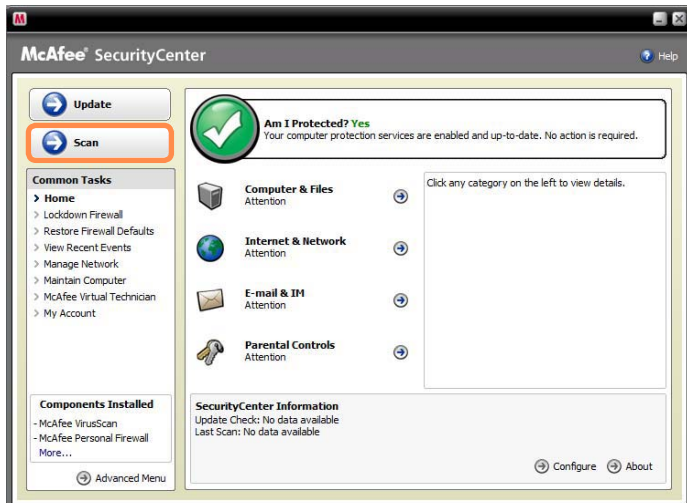 McAfee® SecurityCenter
Help
Update
Scan
Common Tasks
Home
Lockdown Firewall
Restore Firewall Defaults
View Recent Events
Manage Network
Maintain Computer
McAfee Virtual Technician
My Account
Components Installed
- McAfee VirusScan
- McAfee Personal Firewall
More...
Advanced Menu
Am I Protected? Yes
Your computer protection services are enabled and up-to-date. No action is required.
Computer & Files
Attention
Internet & Network
Attention
E-mail & IM
Attention
Parental Controls
Attention
Click any category on the left to view details.
SecurityCenter Information
Update Check: No data available
Last Scan: No data available
Configure About